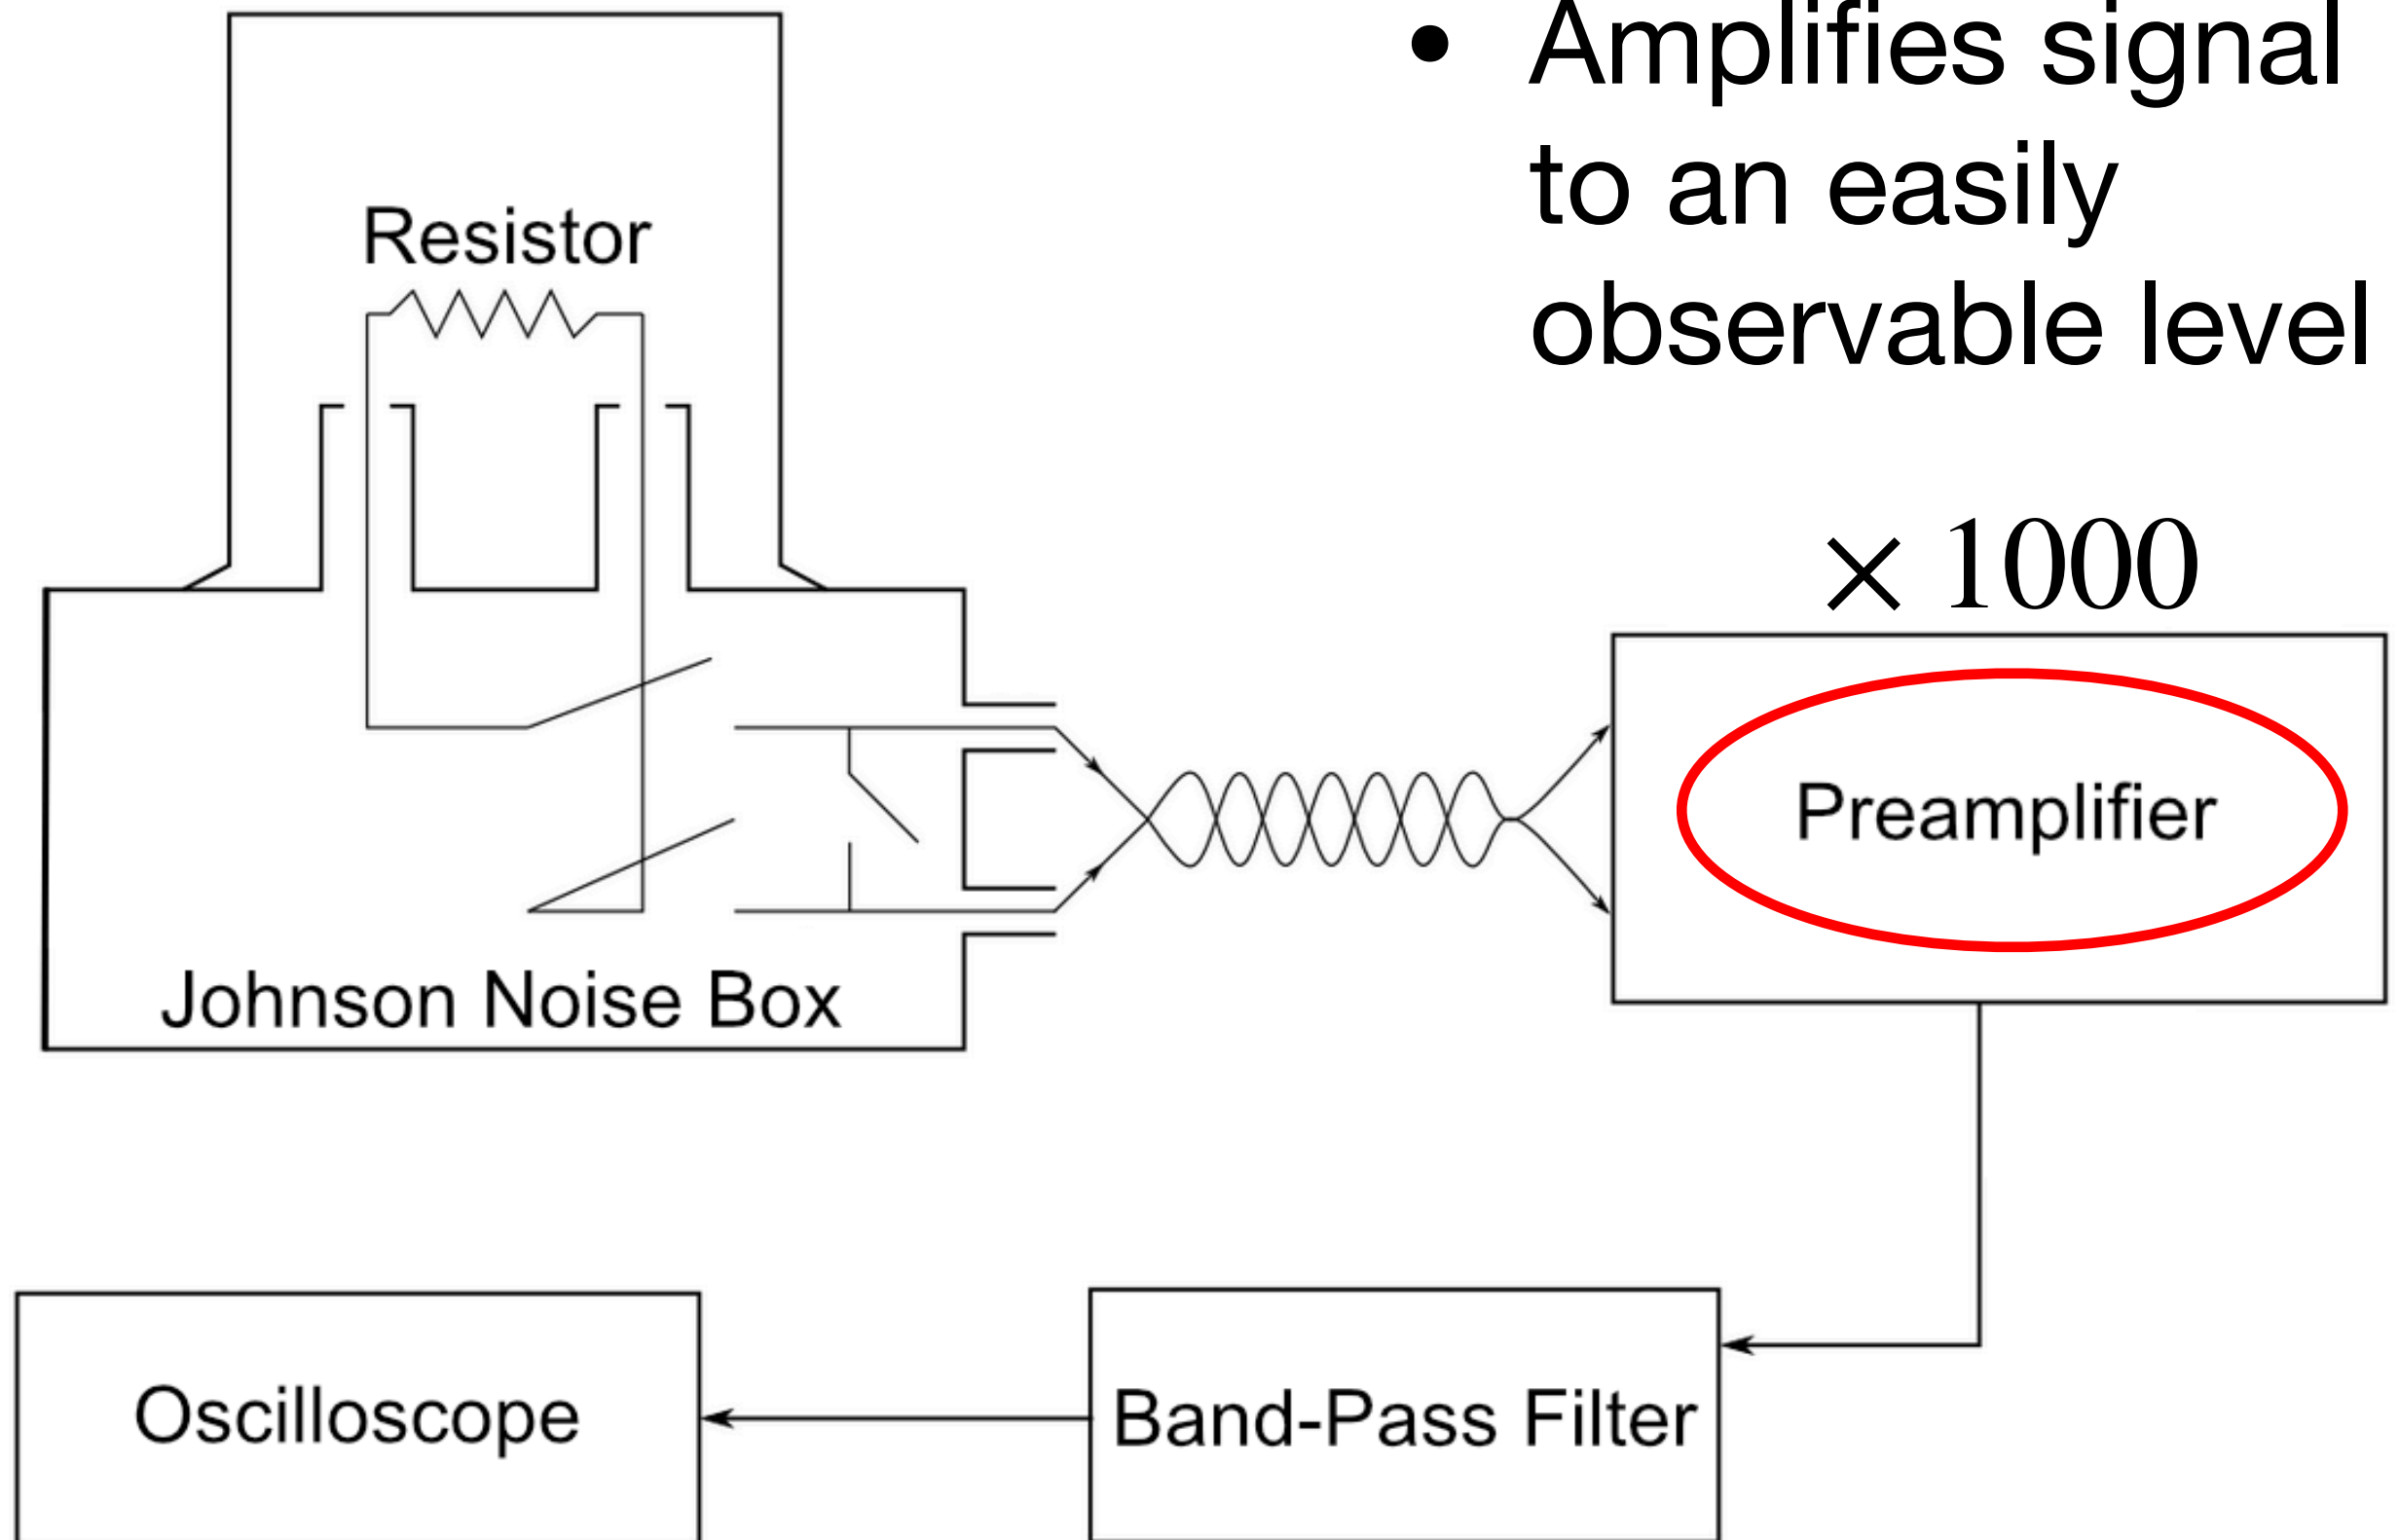 • Amplifies signal
to an easily
observable level
Resistor
× 1000
Preamplifier
Johnson Noise Box
Oscilloscope
Band-Pass Filter